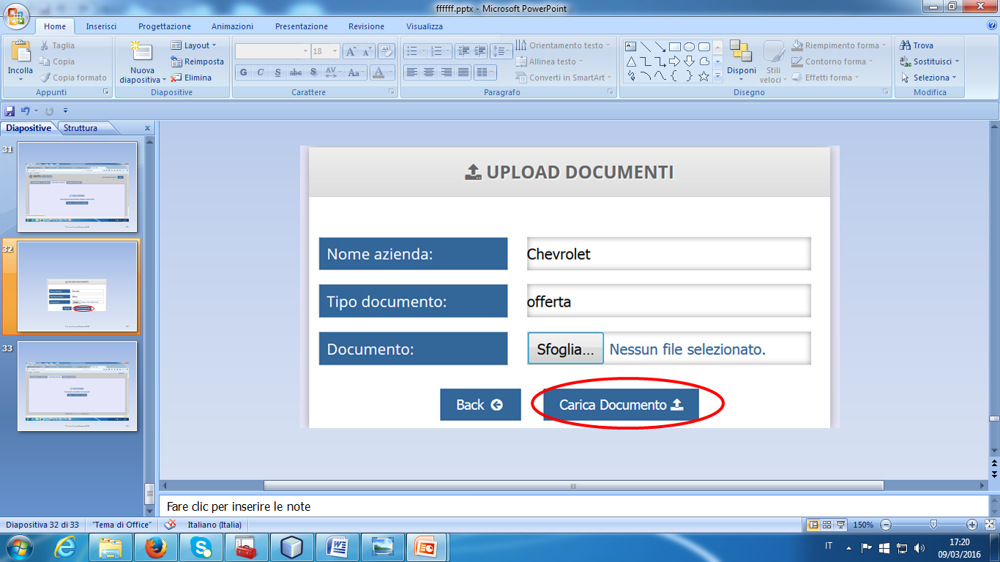 ffffff.pptx - Microsoft PowerPoint
Home Inserisci Progettazione Animazioni Presentazione Revisione Visualizza
Incolla
Taglia
Copia
Copia formato
Appunti
Nuova diapositiva
Layout
Reimposta
Elimina
Diapositive
18
G C S abc S AV Aa A
Carattere
Paragrafo
Orientamento testo
Allinea testo
Converti in SmartArt
Disponi
Stili veloci
Riempimento forma
Contorno forma
Effetti forma
Disegno
Trova
Sostituisci
Seleziona
Modifica
Diapositive Struttura x
31
32
33
UPLOAD DOCUMENTI
Nome azienda: Chevrolet
Tipo documento: offerta
Documento: Sfoglia... Nessun file selezionato.
Back Carica Documento
Fare clic per inserire le note
Diapositiva 32 di 33 "Tema di Office" Italiano (Italia) 150%
IT 17:20
09/03/2016